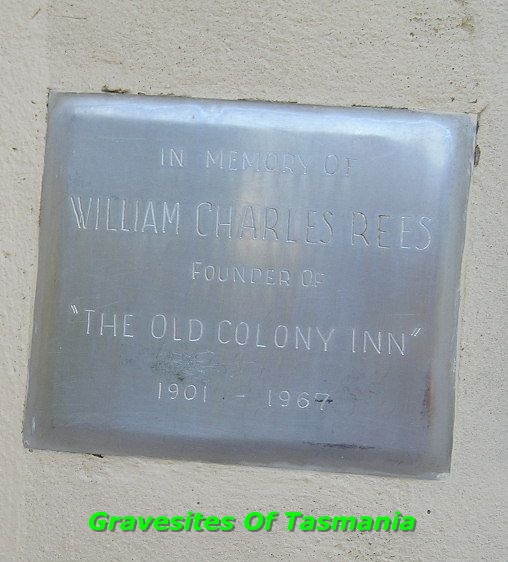 IN MEMORY OF
WILLIAM CHARLES REES
FOUNDER OF
"THE OLD COLONY INN"
1901 - 1967
Gravesites Of Tasmania